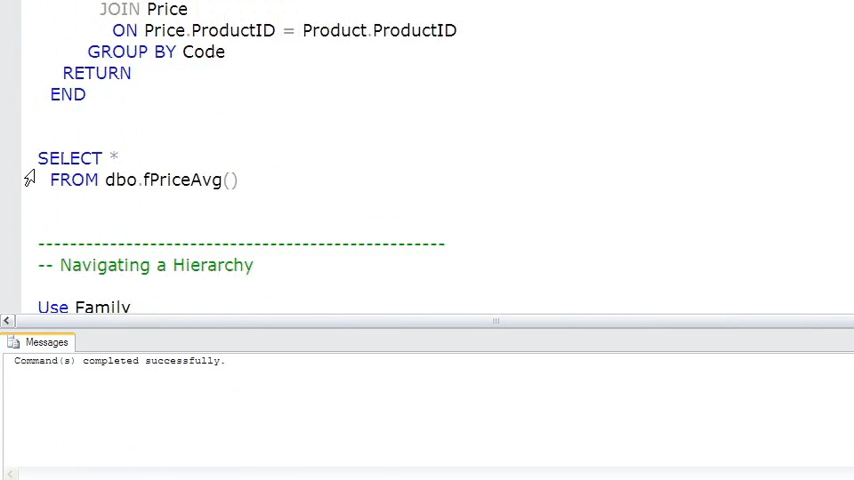 JOIN Price
ON Price.ProductID = Product.ProductID
GROUP BY Code
RETURN
END
SELECT *
FROM dbo.fPriceAvg()
---------------------------------------------------
-- Navigating a Hierarchy
Use Family
Messages
Command(s) completed successfully.